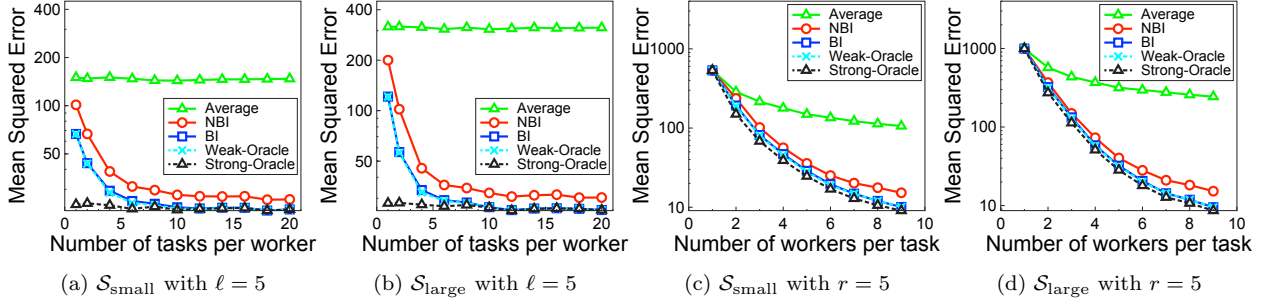 Mean Squared Error
400
200
100
50
Average
NBI
BI
Weak-Oracle
Strong-Oracle
0 5 10 15 20
Number of tasks per worker
(a) 𝒮small with ℓ = 5
Mean Squared Error
400
200
100
50
Average
NBI
BI
Weak-Oracle
Strong-Oracle
0 5 10 15 20
Number of tasks per worker
(b) 𝒮large with ℓ = 5
Mean Squared Error
1000
100
10
Average
NBI
BI
Weak-Oracle
Strong-Oracle
0 2 4 6 8 10
Number of workers per task
(c) 𝒮small with r = 5
Mean Squared Error
1000
100
10
Average
NBI
BI
Weak-Oracle
Strong-Oracle
0 2 4 6 8 10
Number of workers per task
(d) 𝒮large with r = 5